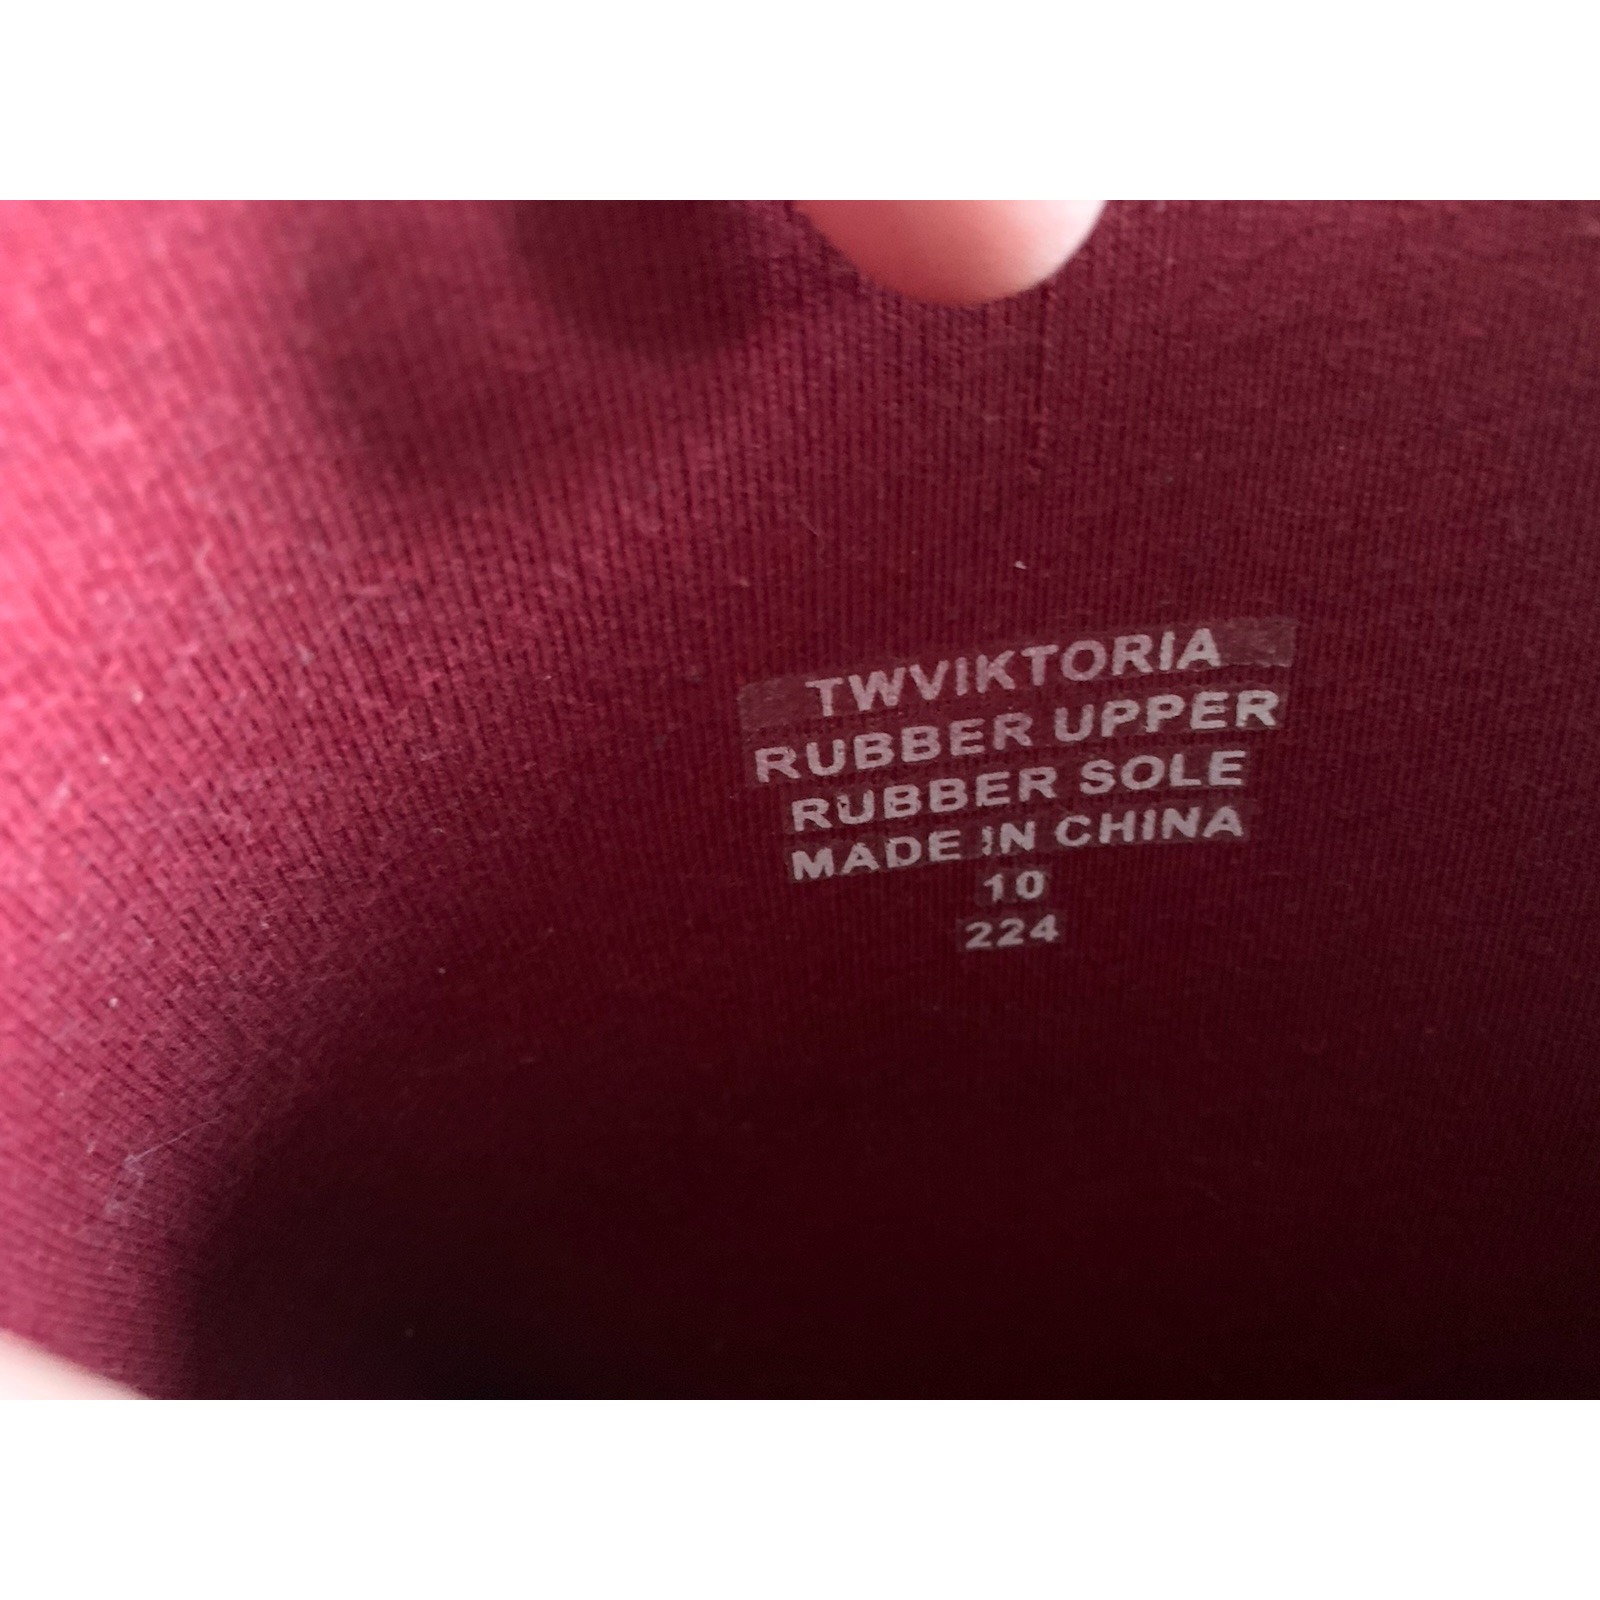 TWVIKTORIA
RUBBER UPPER
RUBBER SOLE
MADE IN CHINA
10
224